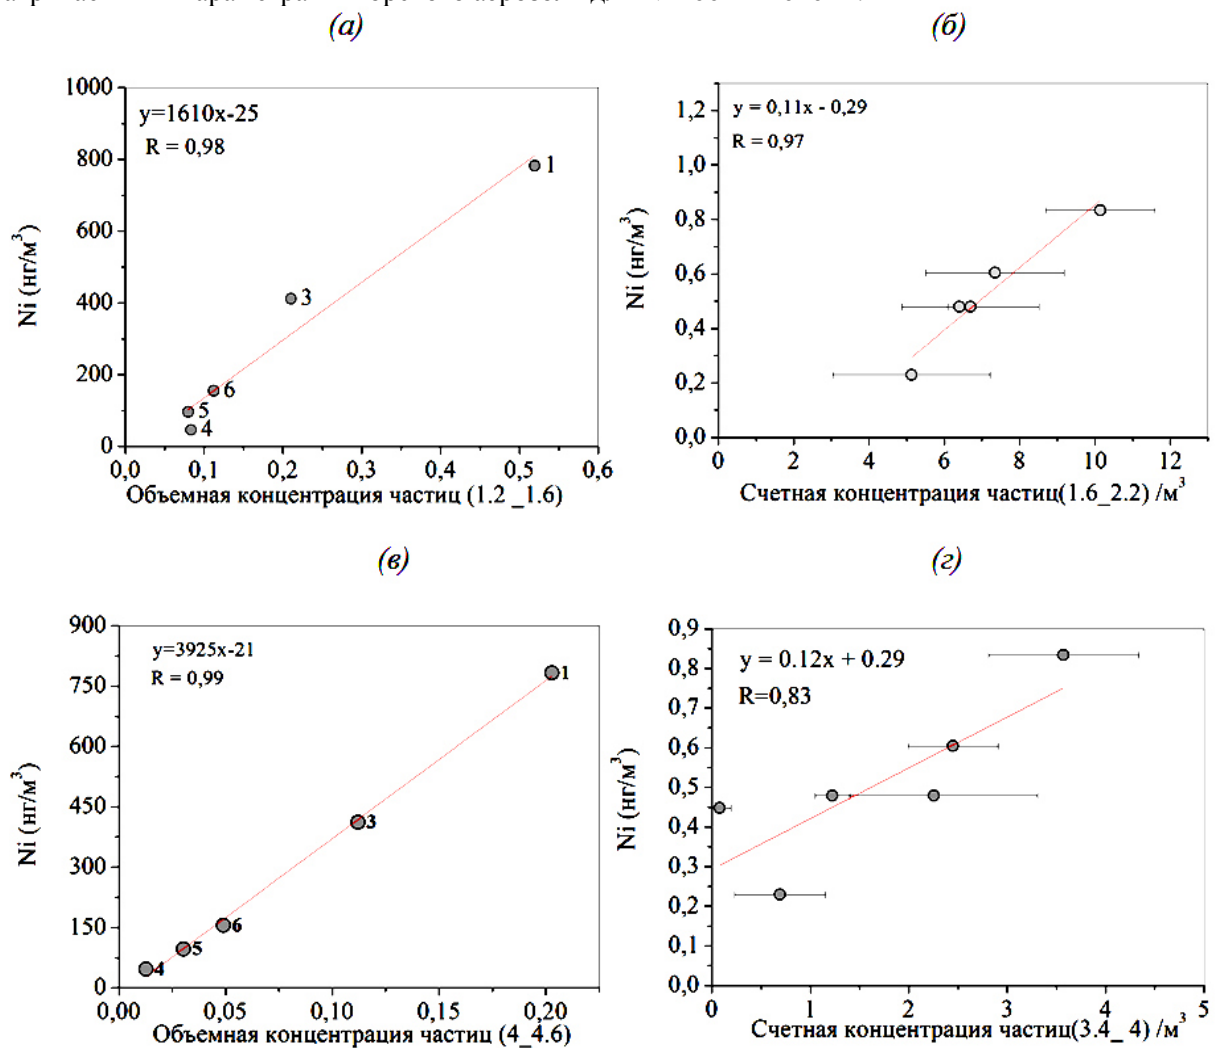 (а)
(б)
1000
800
600
400
200
0
y=1610x-25
R = 0,98
1
3
6
5
4
Ni (нг/м³)
0,0 0,1 0,2 0,3 0,4 0,5 0,6
Объемная концентрация частиц (1.2 _1.6)
1,2
1,0
0,8
0,6
0,4
0,2
0,0
y = 0,11x - 0,29
R = 0,97
Ni (нг/м³)
0 2 4 6 8 10 12
Счетная концентрация частиц(1.6_2.2) /м³
(в)
(г)
900
750
600
450
300
150
0
y=3925x-21
R = 0,99
1
3
6
5
4
Ni (нг/м³)
0,00 0,05 0,10 0,15 0,20
Объемная концентрация частиц (4_4.6)
0,9
0,8
0,7
0,6
0,5
0,4
0,3
0,2
0,1
0,0
y = 0.12x + 0.29
R=0,83
Ni (нг/м³)
0 1 2 3 4 5
Счетная концентрация частиц(3.4_ 4) /м³